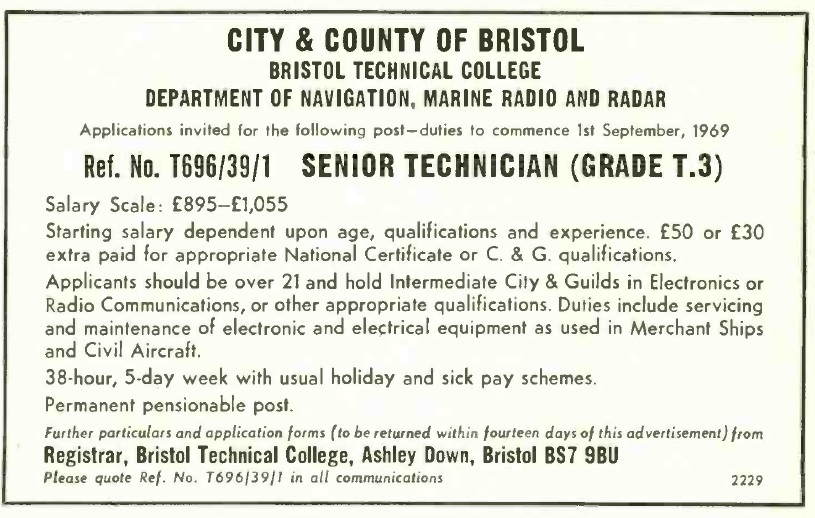 CITY & COUNTY OF BRISTOL
BRISTOL TECHNICAL COLLEGE
DEPARTMENT OF NAVIGATION, MARINE RADIO AND RADAR
Applications invited for the following post—duties to commence 1st September, 1969
Ref. No. T696/39/1 SENIOR TECHNICIAN (GRADE T.3)
Salary Scale: £895–£1,055
Starting salary dependent upon age, qualifications and experience. £50 or £30
extra paid for appropriate National Certificate or C. & G. qualifications.
Applicants should be over 21 and hold Intermediate City & Guilds in Electronics or
Radio Communications, or other appropriate qualifications. Duties include servicing
and maintenance of electronic and electrical equipment as used in Merchant Ships
and Civil Aircraft.
38-hour, 5-day week with usual holiday and sick pay schemes.
Permanent pensionable post.
Further particulars and application forms (to be returned within fourteen days of this advertisement) from
Registrar, Bristol Technical College, Ashley Down, Bristol BS7 9BU
Please quote Ref. No. T696/39/1 in all communications 2229